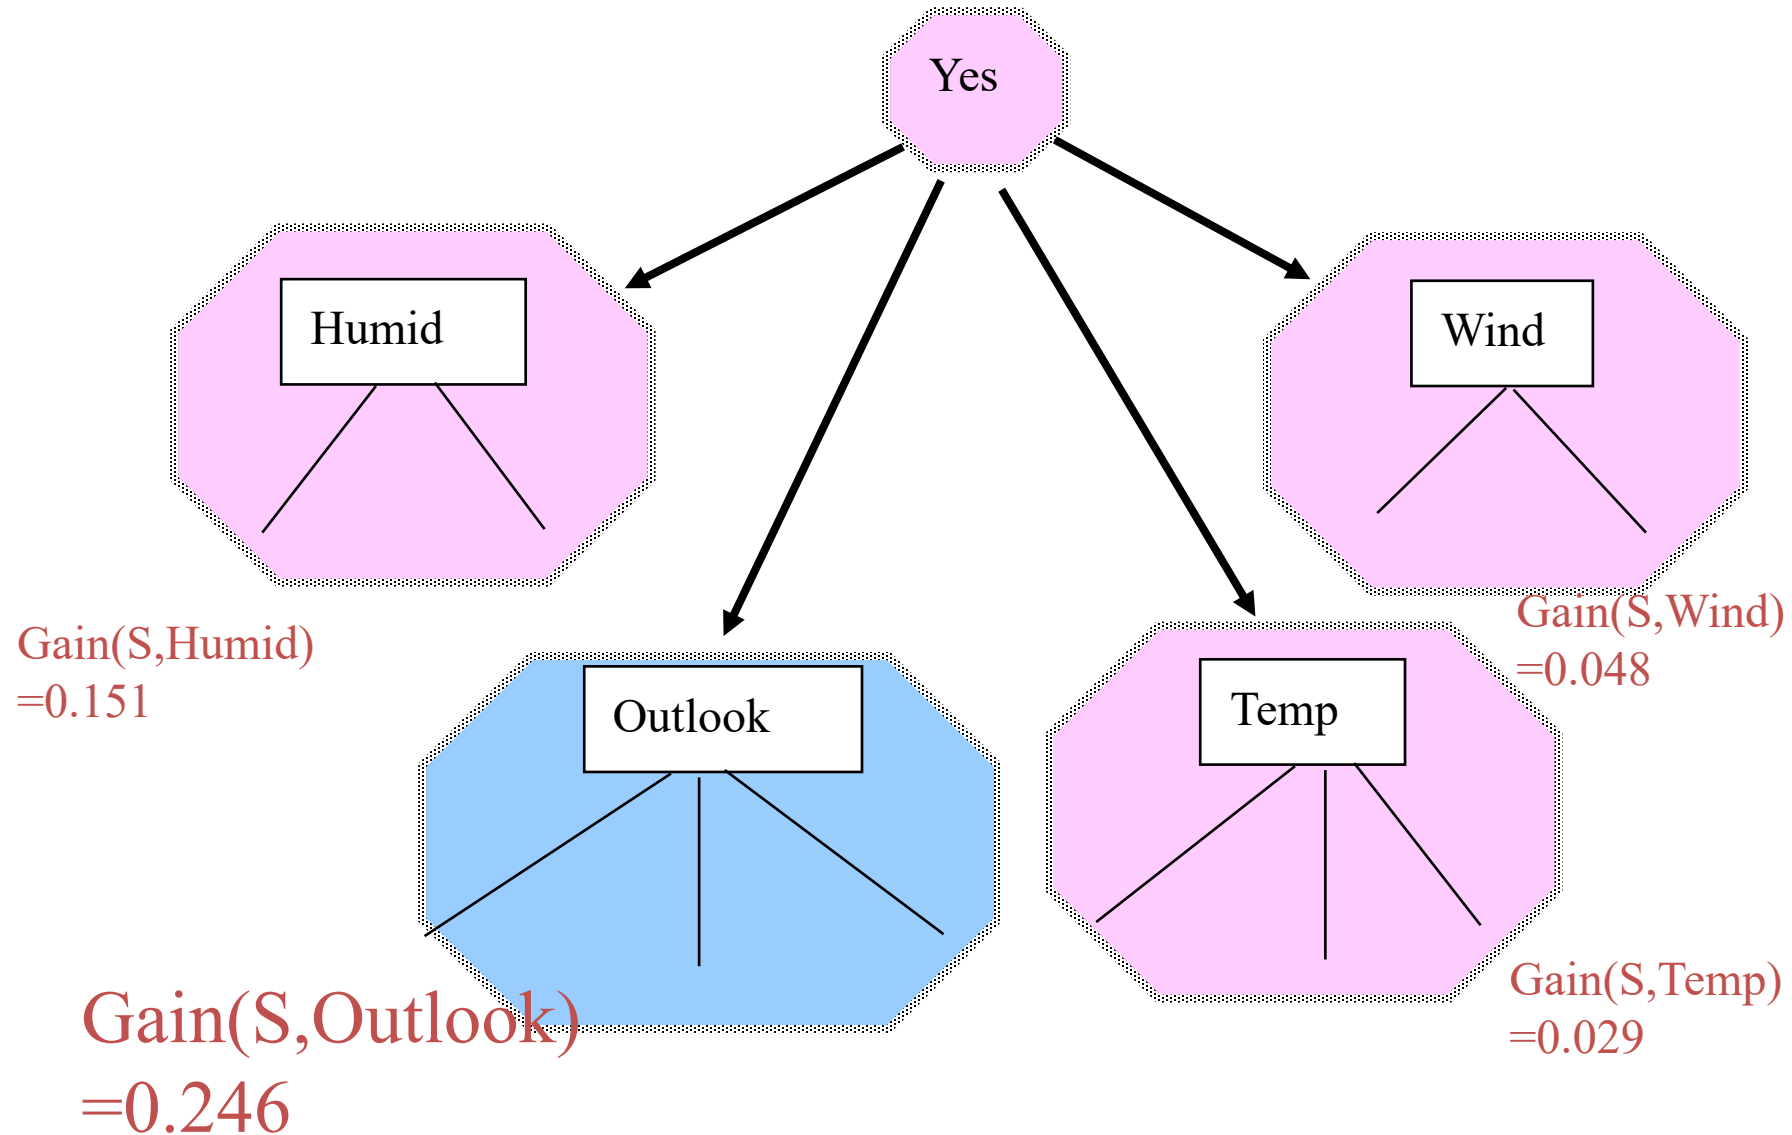 Yes
Humid
Wind
Gain(S,Humid)
=0.151
Gain(S,Wind)
=0.048
Outlook
Temp
Gain(S,Outlook)
=0.246
Gain(S,Temp)
=0.029